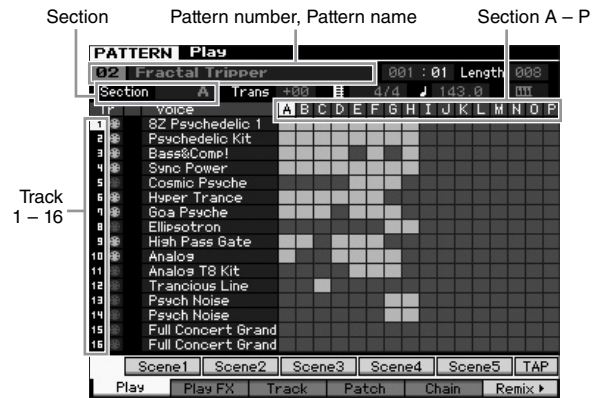 Section Pattern number, Pattern name Section A – P
PATTERN Play
02 Fractal Tripper 001 : 01 Length 008
Section A Trans +00 4/4 143.0
Tr Voice A B C D E F G H I J K L M N O P
1 8Z Psychedelic 1
2 Psychedelic Kit
3 Bass&Comp!
4 Sync Power
5 Cosmic Psyche
6 Hyper Trance
7 Goa Psyche
8 Ellipsotron
9 High Pass Gate
10 Analog
11 Analog T8 Kit
12 Trancious Line
13 Psych Noise
14 Psych Noise
15 Full Concert Grand
16 Full Concert Grand
Track
1 – 16
Scene1 Scene2 Scene3 Scene4 Scene5 TAP
Play Play FX Track Patch Chain Remix